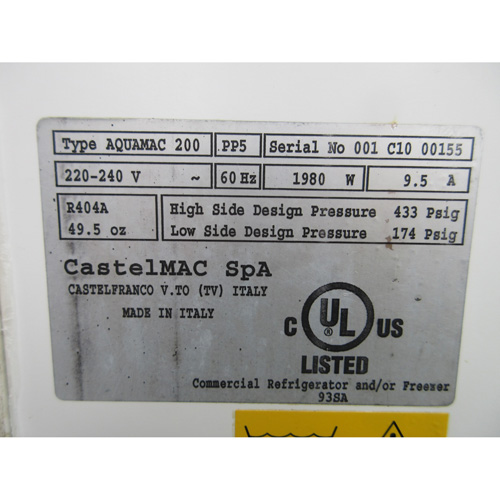 Type AQUAMAC 200 PP5 Serial No 001 C10 00155
220-240 V ~ 60 Hz 1980 W 9.5 A
R404A High Side Design Pressure 433 Psig
49.5 oz Low Side Design Pressure 174 Psig
CastelMAC SpA
CASTELFRANCO V.TO (TV) ITALY
MADE IN ITALY
C UL ® US
LISTED
Commercial Refrigerator and/or Freezer
93SA